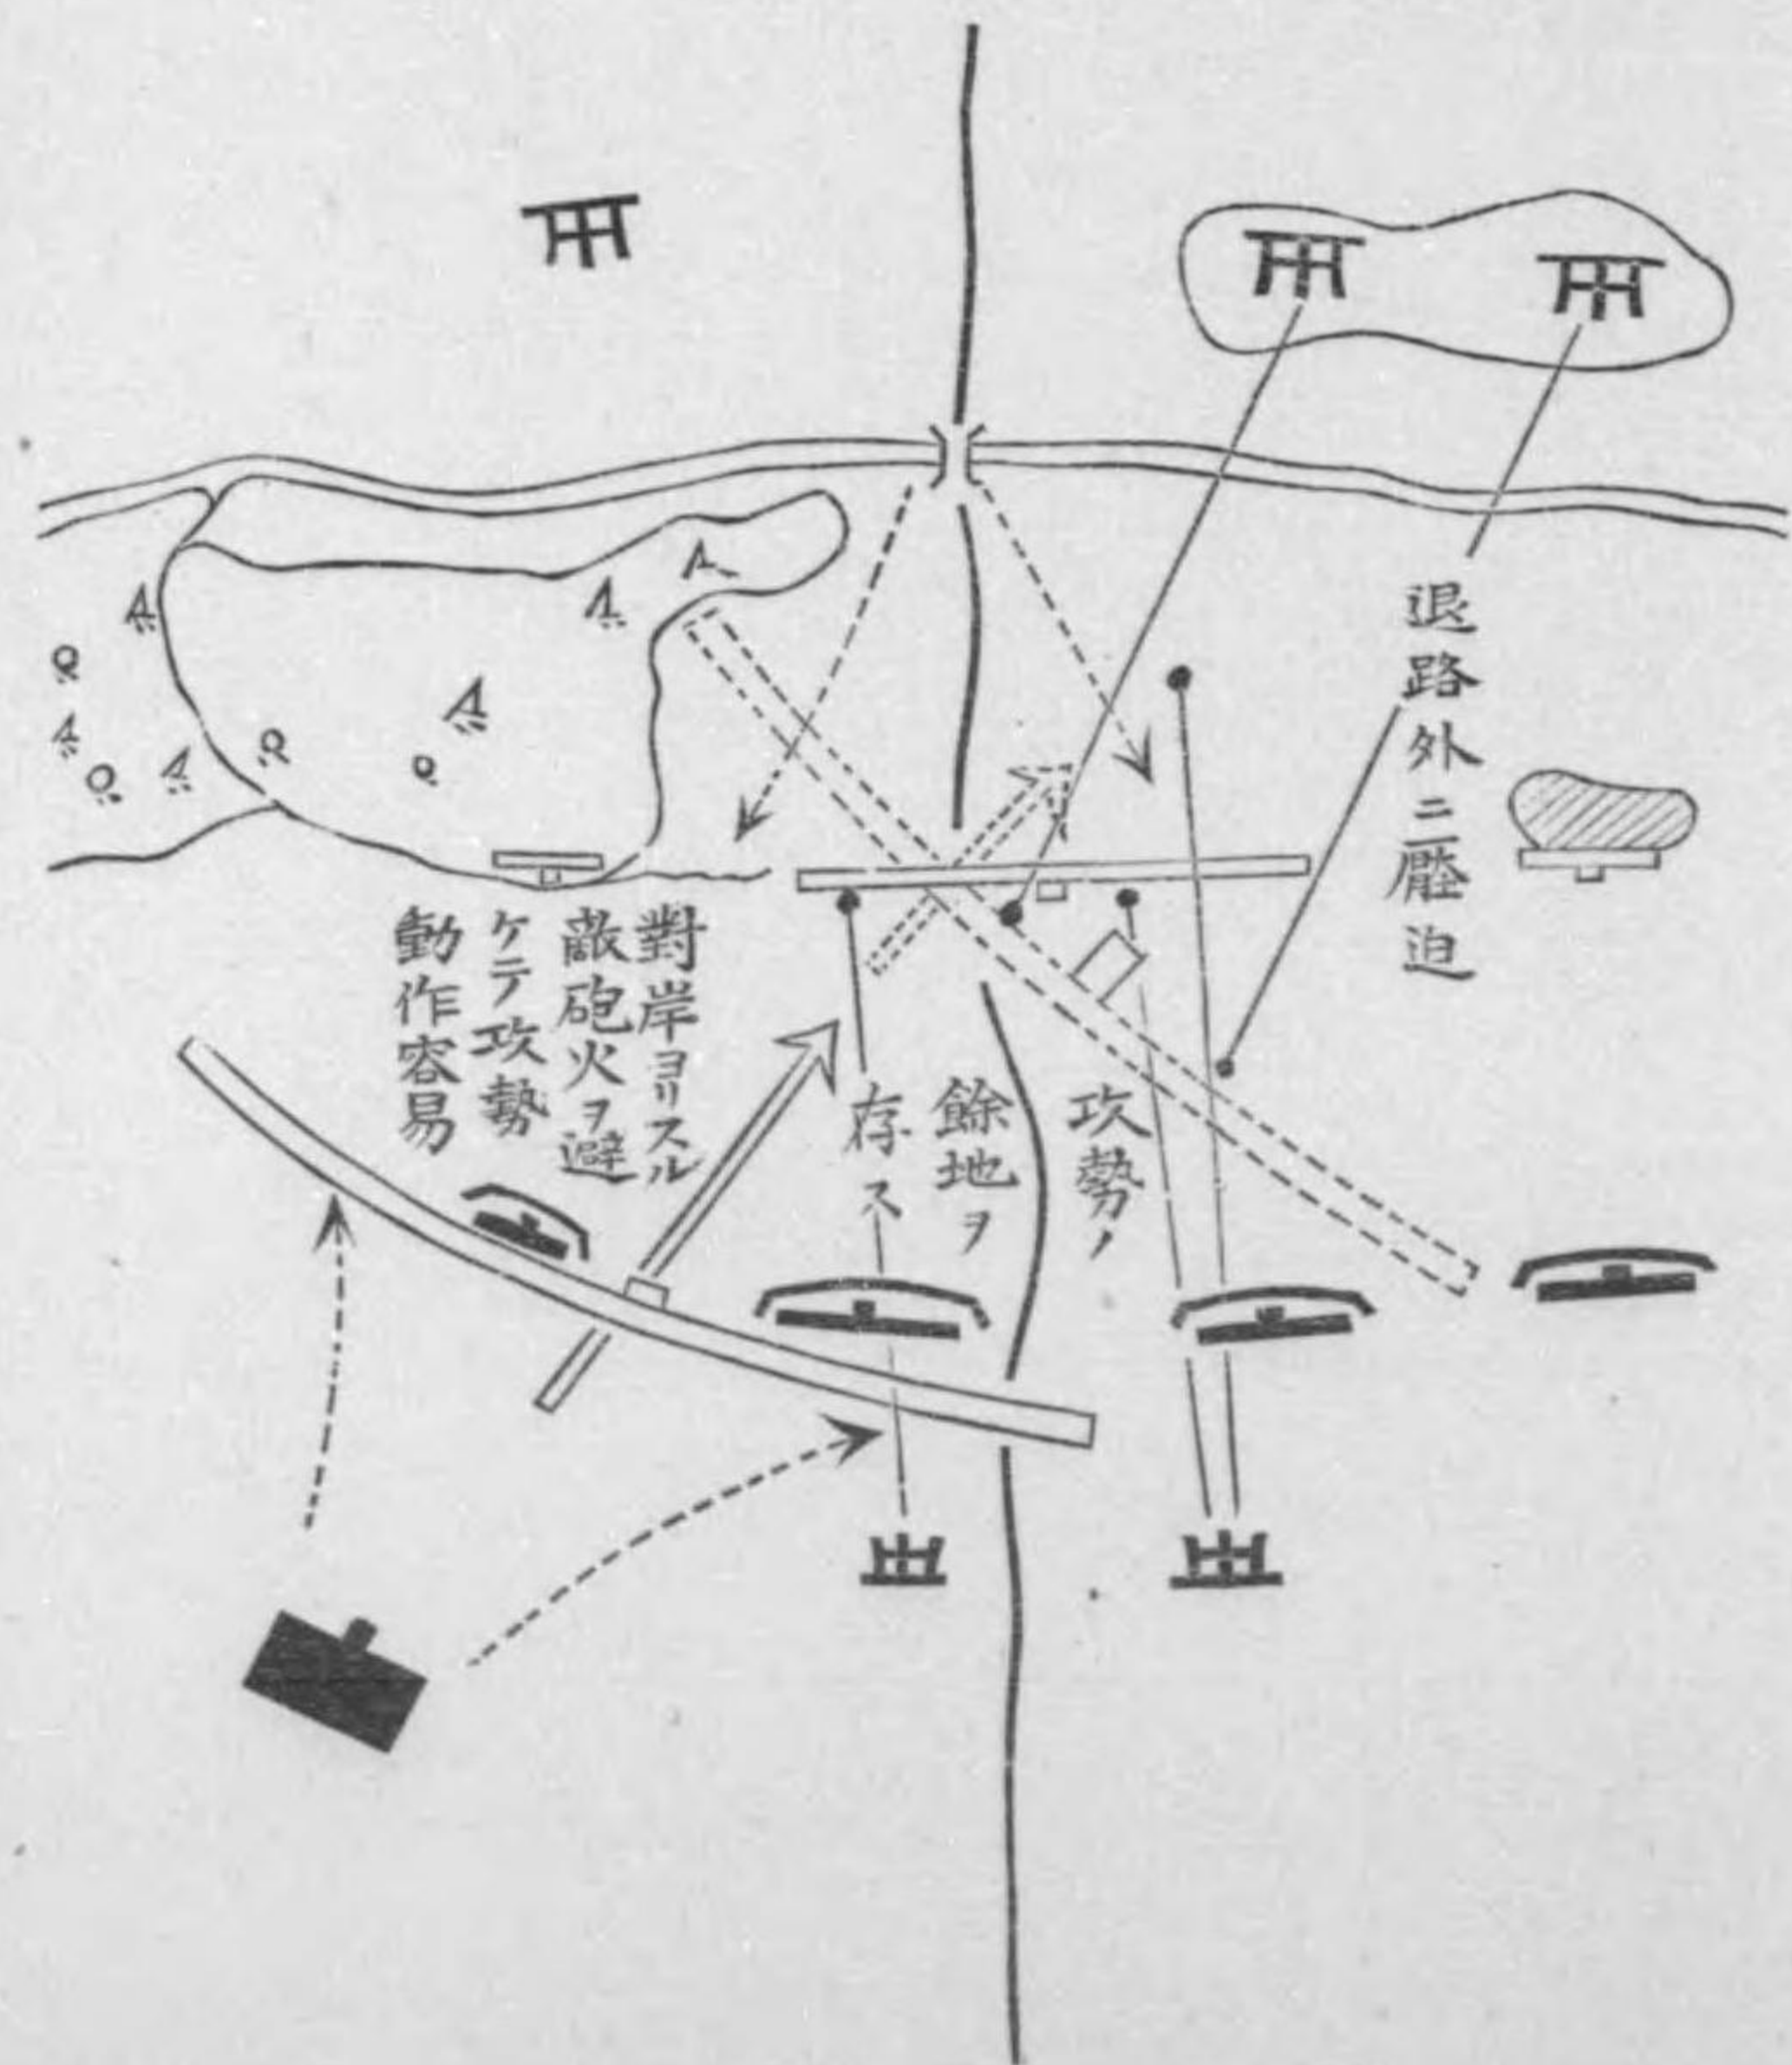 退路外ニ壓迫
攻勢ノ
餘地ヲ
存ス
對岸ヨリスル
敵砲火ヲ避
ケテ攻勢
動作容易